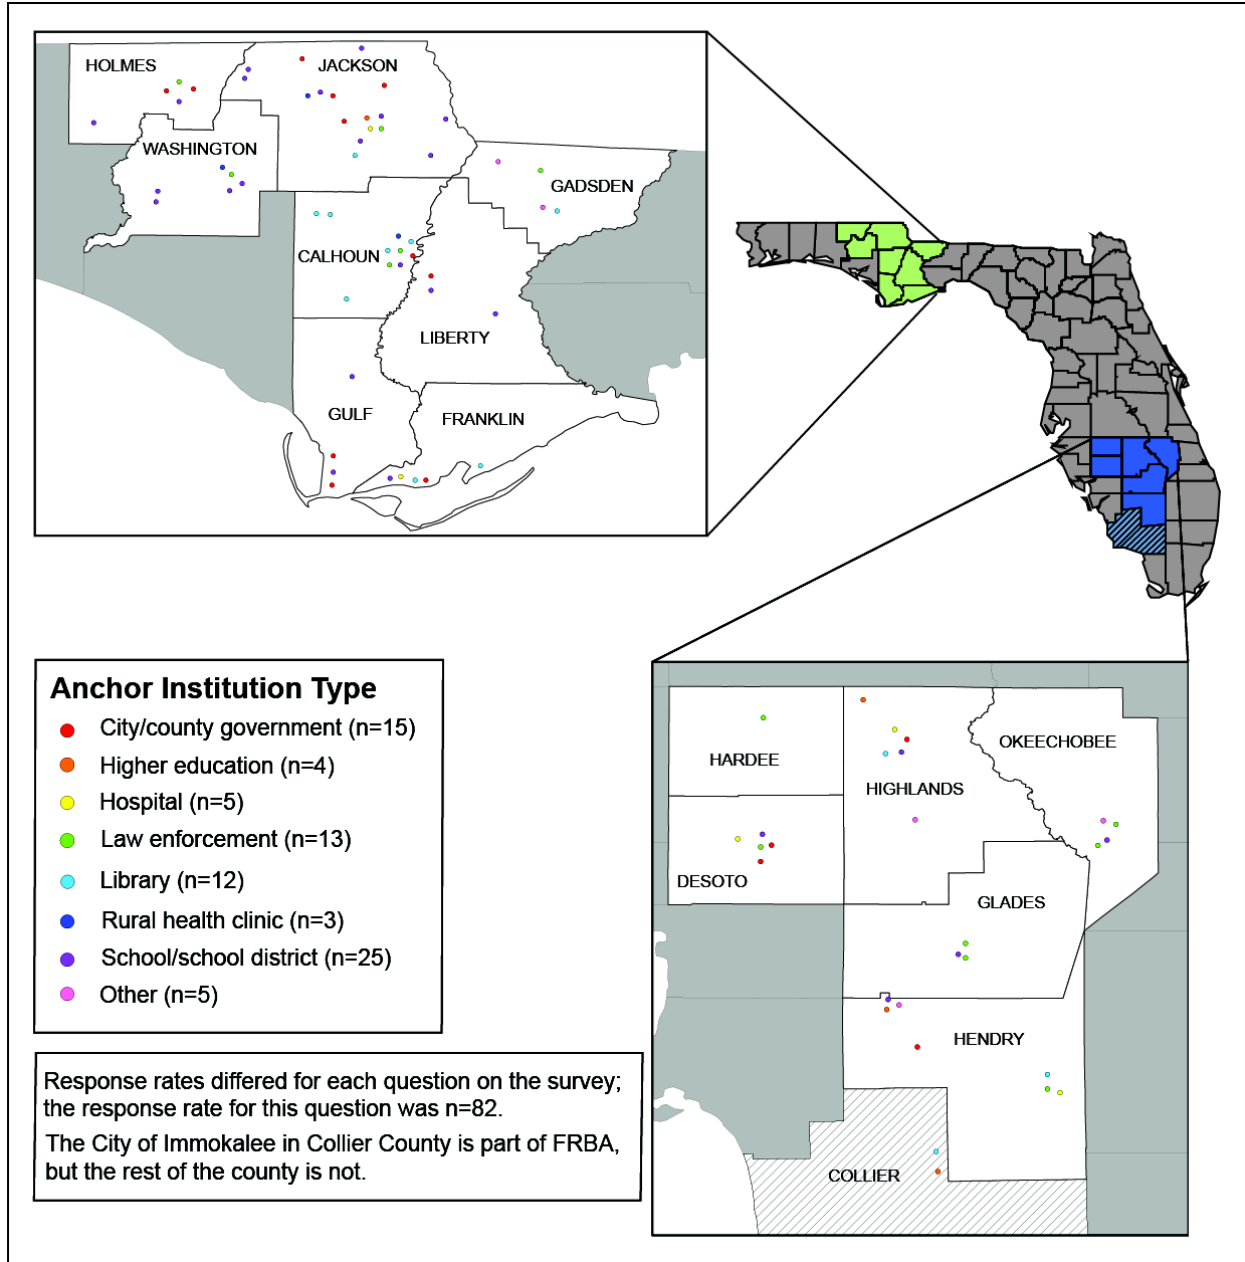 HOLMES
JACKSON
WASHINGTON
GADSDEN
CALHOUN
LIBERTY
GULF
FRANKLIN
Anchor Institution Type
City/county government (n=15)
Higher education (n=4)
Hospital (n=5)
Law enforcement (n=13)
Library (n=12)
Rural health clinic (n=3)
School/school district (n=25)
Other (n=5)
Response rates differed for each question on the survey;
the response rate for this question was n=82.
The City of Immokalee in Collier County is part of FRBA,
but the rest of the county is not.
HARDEE
OKEECHOBEE
HIGHLANDS
DESOTO
GLADES
HENDRY
COLLIER